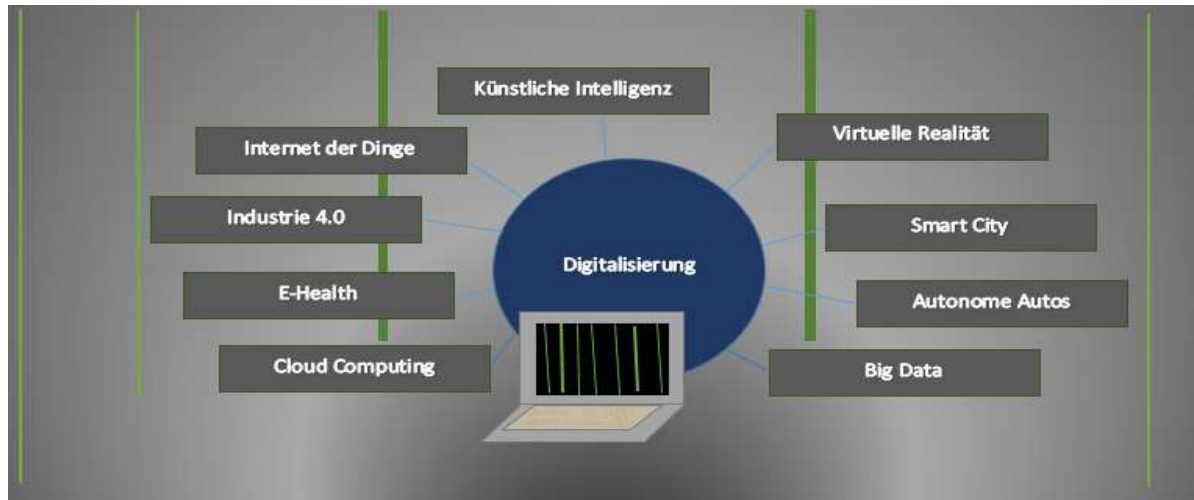 Künstliche Intelligenz
Virtuelle Realität
Internet der Dinge
Industrie 4.0
Smart City
Digitalisierung
E-Health
Autonome Autos
Cloud Computing
Big Data